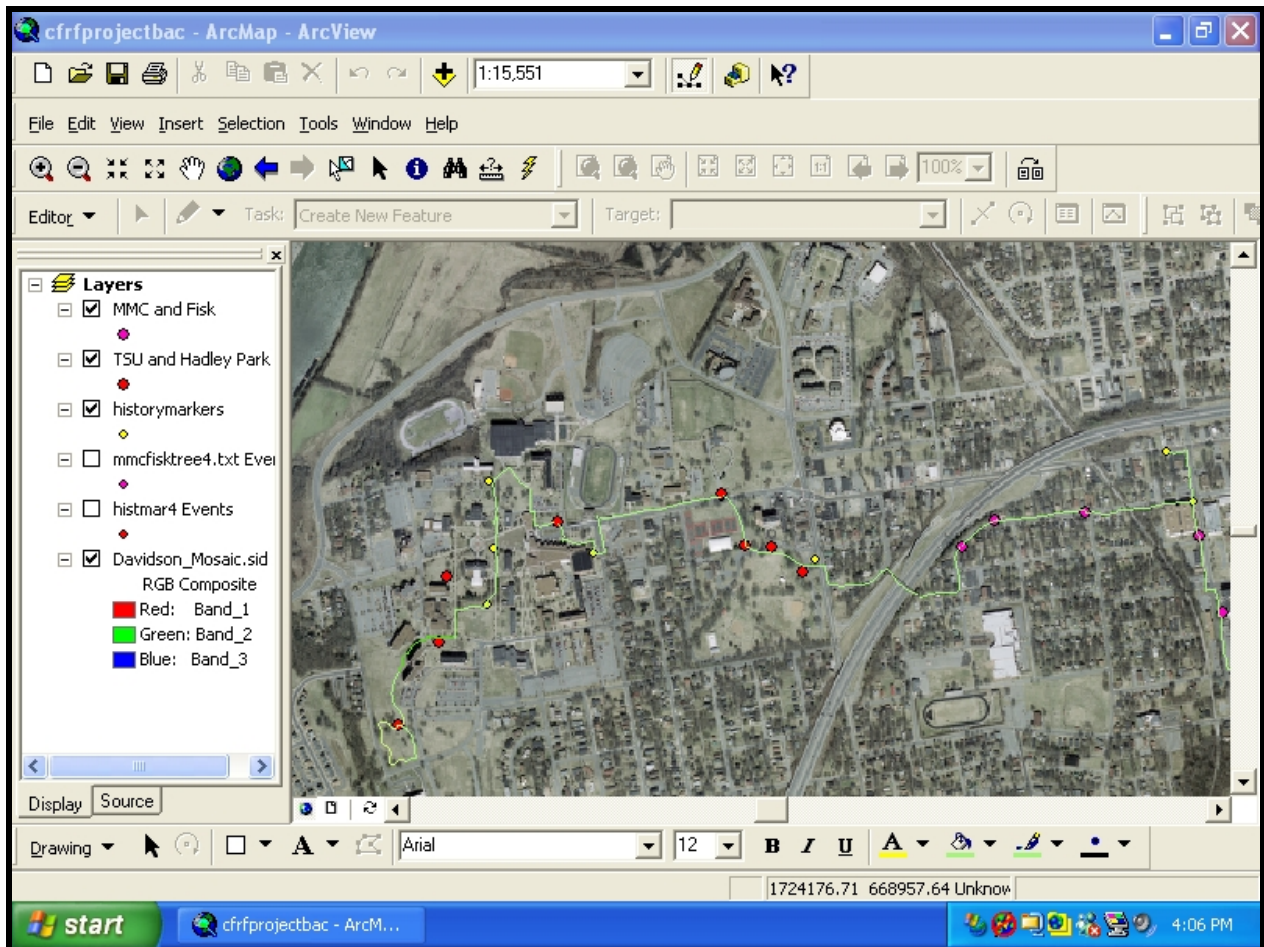 cfrfprojectbac - ArcMap - ArcView
1:15,551
File Edit View Insert Selection Tools Window Help
1:1 100%
Editor Task: Create New Feature Target:
Layers
MMC and Fisk
TSU and Hadley Park
historymarkers
mmcfisktree4.txt Ever
histmar4 Events
Davidson_Mosaic.sid
RGB Composite
Red: Band_1
Green: Band_2
Blue: Band_3
Display Source
Drawing A Arial 12 B I U A
1724176.71 668957.64 Unknow
start cfrfprojectbac - ArcM... 4:06 PM